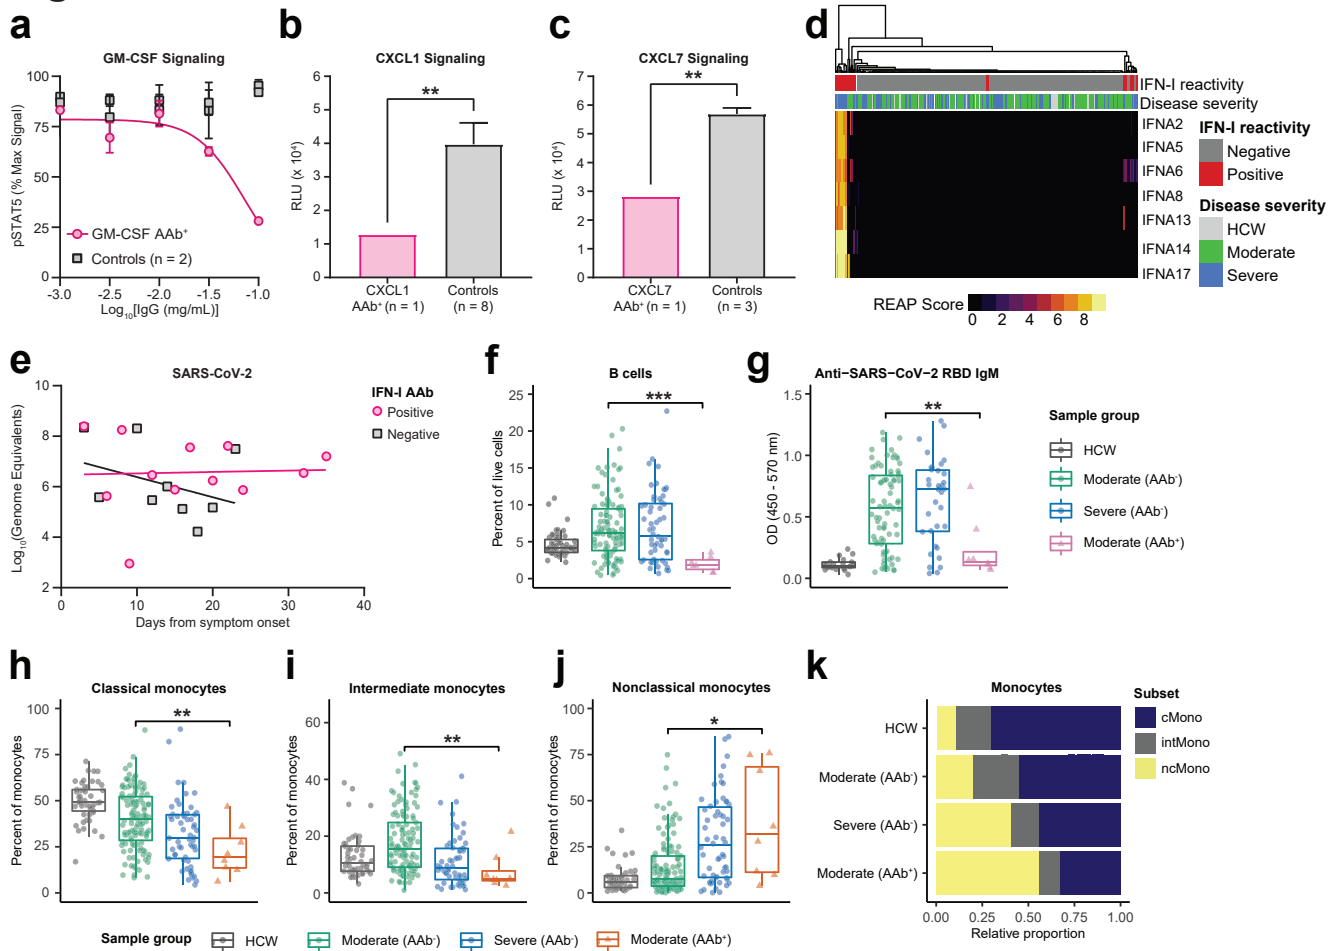 a
GM-CSF Signaling
pSTAT5 (% Max Signal)
100
75
50
25
0
GM-CSF AAb⁺
Controls (n = 2)
-3.0 -2.5 -2.0 -1.5 -1.0
Log₁₀[IgG (mg/mL)]
b
CXCL1 Signaling
**
RLU (x 10⁴)
6
5
4
3
2
1
0
CXCL1 Controls
AAb⁺ (n = 1) (n = 8)
c
CXCL7 Signaling
**
RLU (x 10⁴)
7
6
5
4
3
2
1
0
CXCL7 Controls
AAb⁺ (n = 1) (n = 3)
d
IFN-I reactivity
Disease severity
IFNA2
IFNA5
IFNA6
IFNA8
IFNA13
IFNA14
IFNA17
REAP Score
0 2 4 6 8
IFN-I reactivity
Negative
Positive
Disease severity
HCW
Moderate
Severe
e
SARS-CoV-2
Log₁₀(Genome Equivalents)
10
8
6
4
2
0 10 20 30 40
Days from symptom onset
IFN-I AAb
Positive
Negative
f
B cells
***
Percent of live cells
25
20
15
10
5
0
g
Anti−SARS−CoV−2 RBD IgM
**
OD (450 - 570 nm)
1.5
1.0
0.5
0.0
Sample group
HCW
Moderate (AAb⁻)
Severe (AAb⁻)
Moderate (AAb⁺)
h
Classical monocytes
**
Percent of monocytes
100
75
50
25
0
i
Intermediate monocytes
**
Percent of monocytes
60
40
20
0
j
Nonclassical monocytes
*
Percent of monocytes
100
75
50
25
0
Sample group HCW Moderate (AAb⁻) Severe (AAb⁻) Moderate (AAb⁺)
k
Monocytes
HCW
Moderate (AAb⁻)
Severe (AAb⁻)
Moderate (AAb⁺)
0.00 0.25 0.50 0.75 1.00
Relative proportion
Subset
cMono
intMono
ncMono